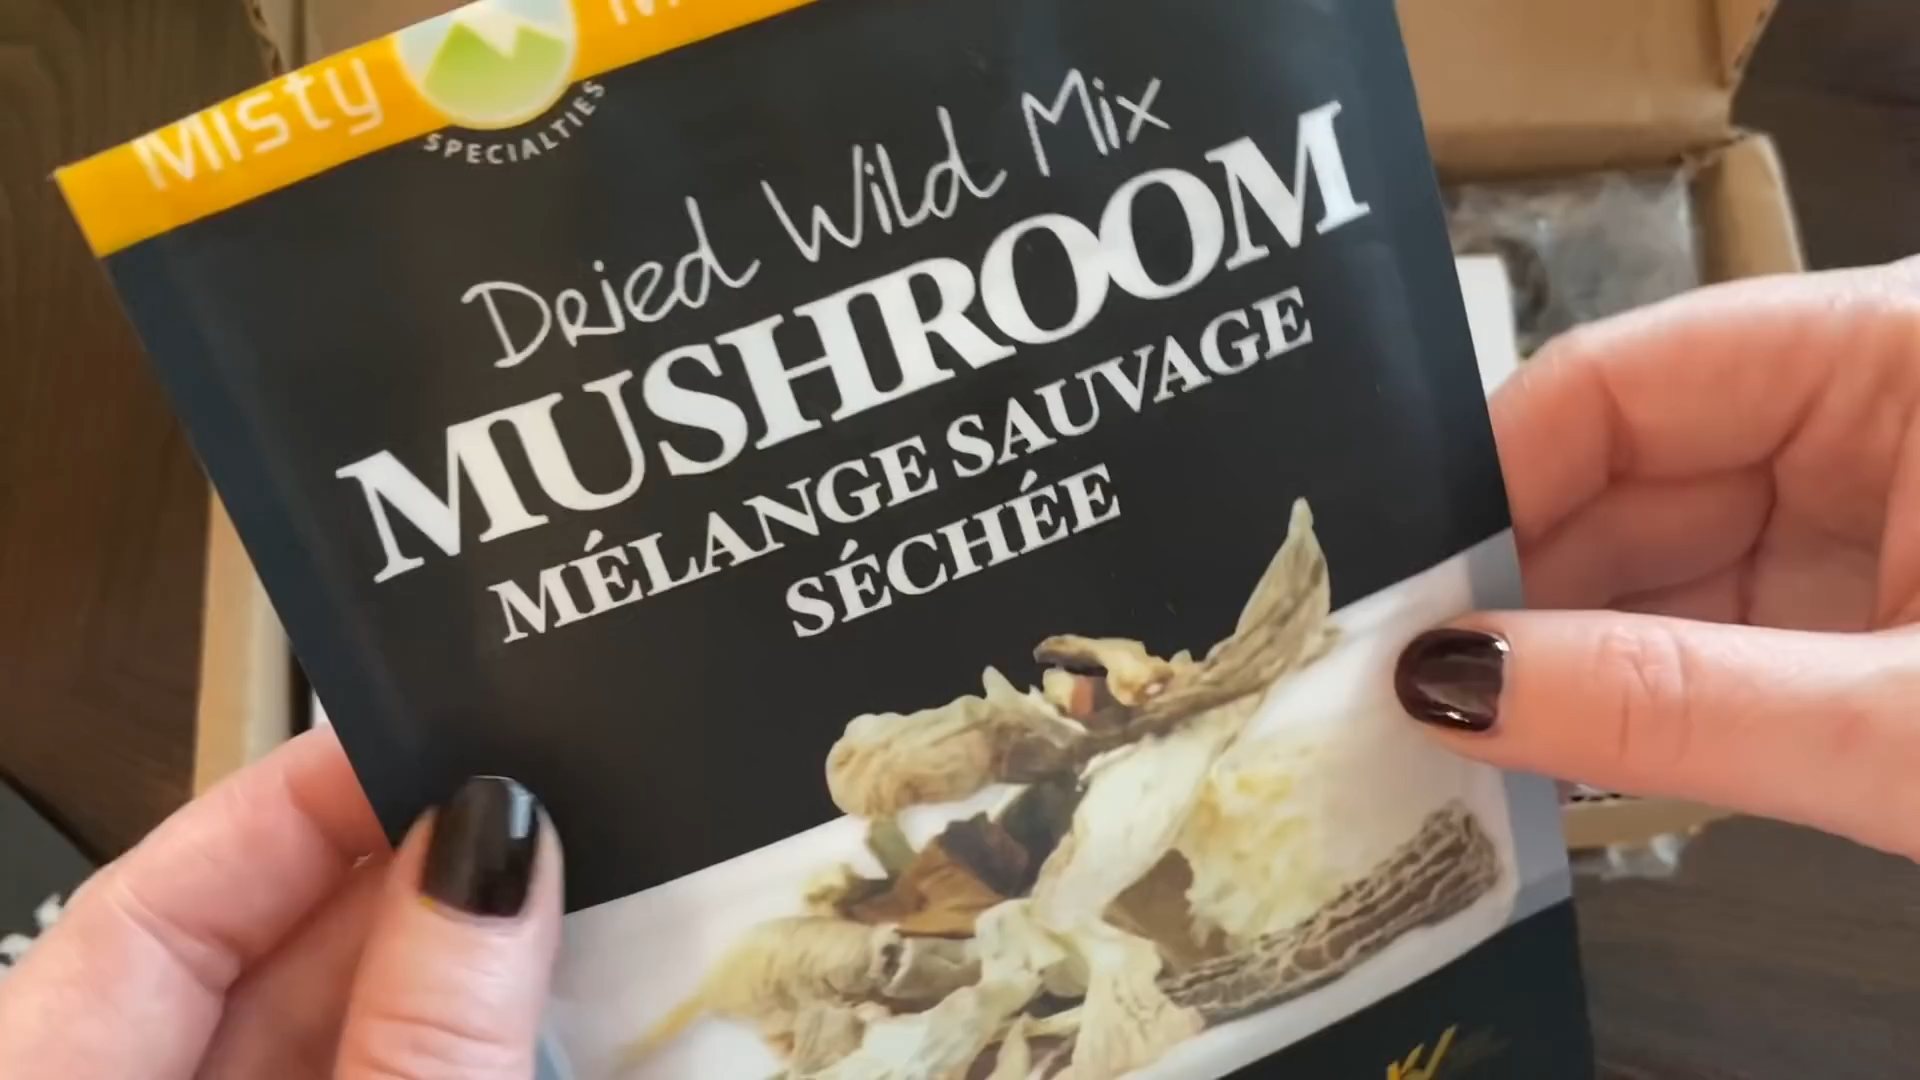 Misty
SPECIALTIES
Dried Wild Mix
MUSHROOM
MÉLANGE SAUVAGE
SÉCHÉE